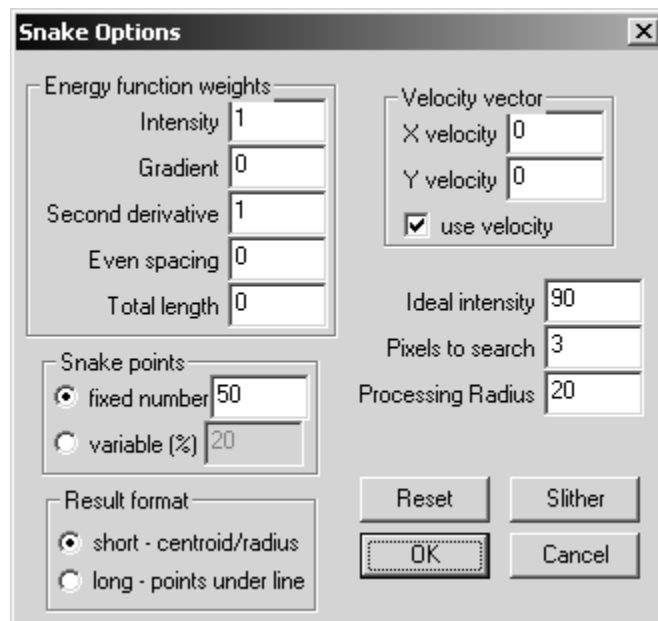 Snake Options
Energy function weights
Intensity 1
Gradient 0
Second derivative 1
Even spacing 0
Total length 0
Velocity vector
X velocity 0
Y velocity 0
use velocity
Ideal intensity 90
Pixels to search 3
Processing Radius 20
Snake points
fixed number 50
variable (%) 20
Result format
short - centroid/radius
long - points under line
Reset
Slither
OK
Cancel